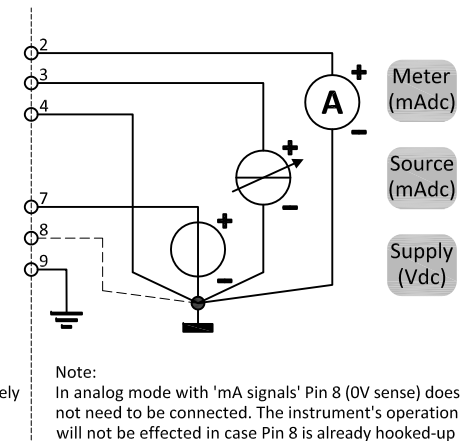 2
3
4
7
8
9
+
A
−
+
−
+
−
Meter
(mAdc)
Source
(mAdc)
Supply
(Vdc)
ely
Note:
In analog mode with 'mA signals' Pin 8 (0V sense) does
not need to be connected. The instrument's operation
will not be effected in case Pin 8 is already hooked-up